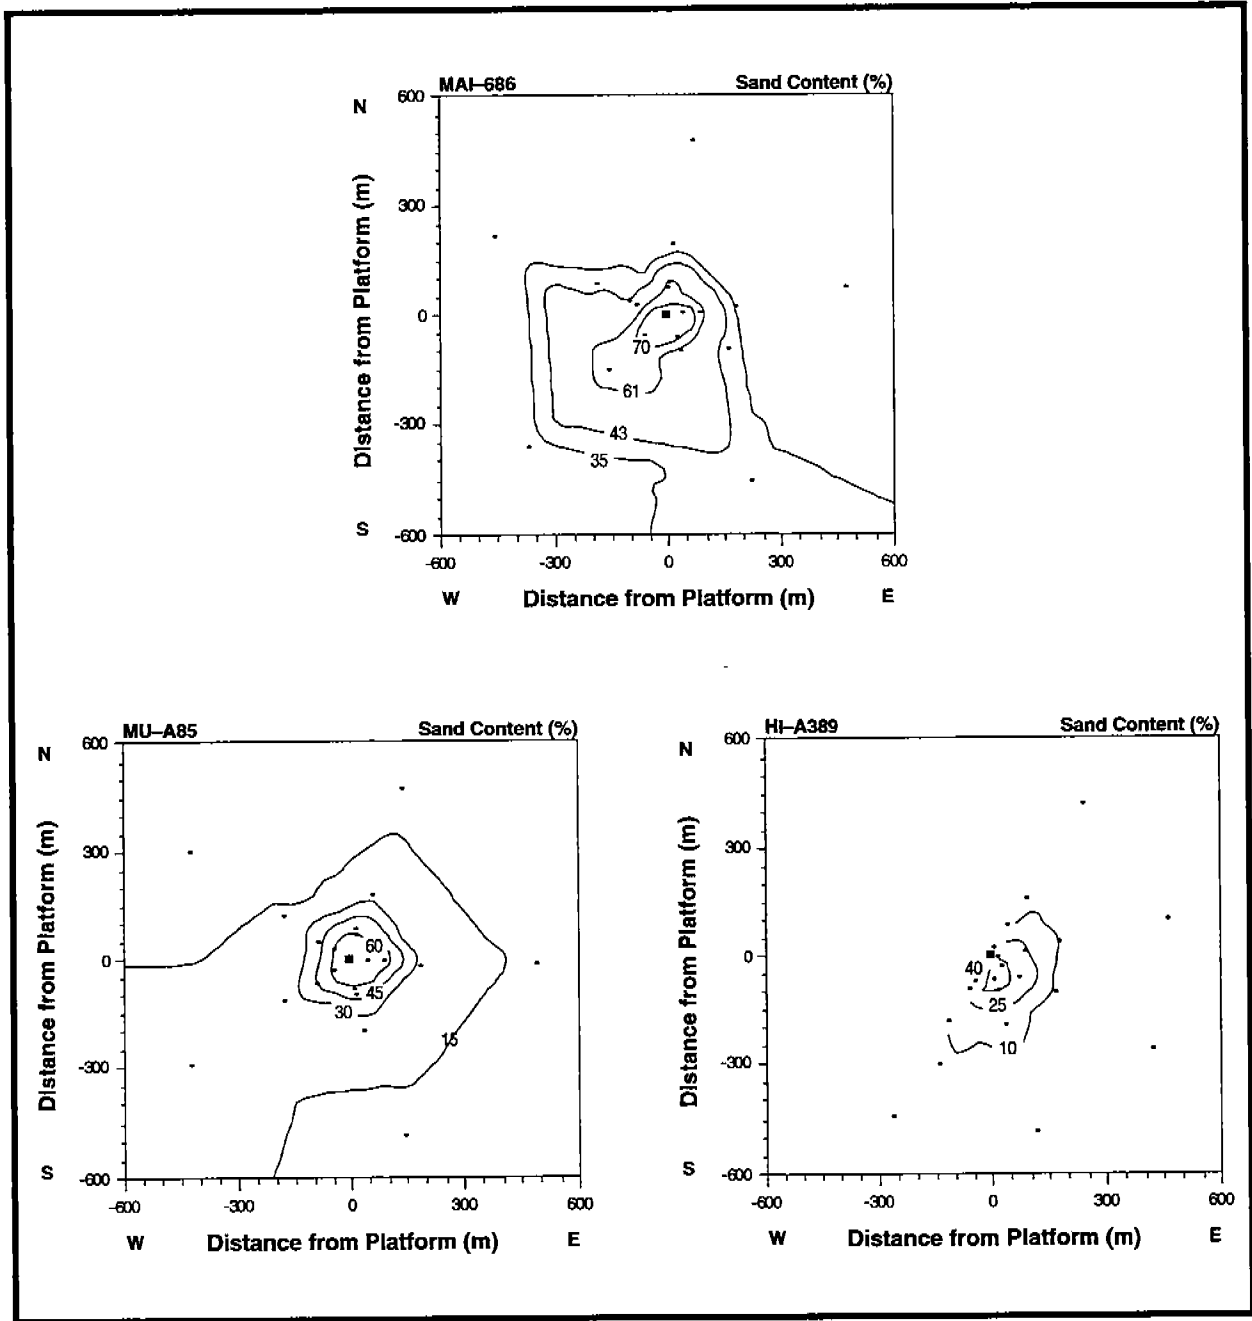 MAI–686 Sand Content (%)
N 600
300
0
-300
S -600
Distance from Platform (m)
70
61
43
35
-600 -300 0 300 600
W Distance from Platform (m) E
MU–A85 Sand Content (%)
N 600
300
0
-300
S -600
Distance from Platform (m)
60
45
30
15
-600 -300 0 300 600
W Distance from Platform (m) E
HI–A389 Sand Content (%)
N 600
300
0
-300
S -600
Distance from Platform (m)
40
25
10
-600 -300 0 300 600
W Distance from Platform (m) E